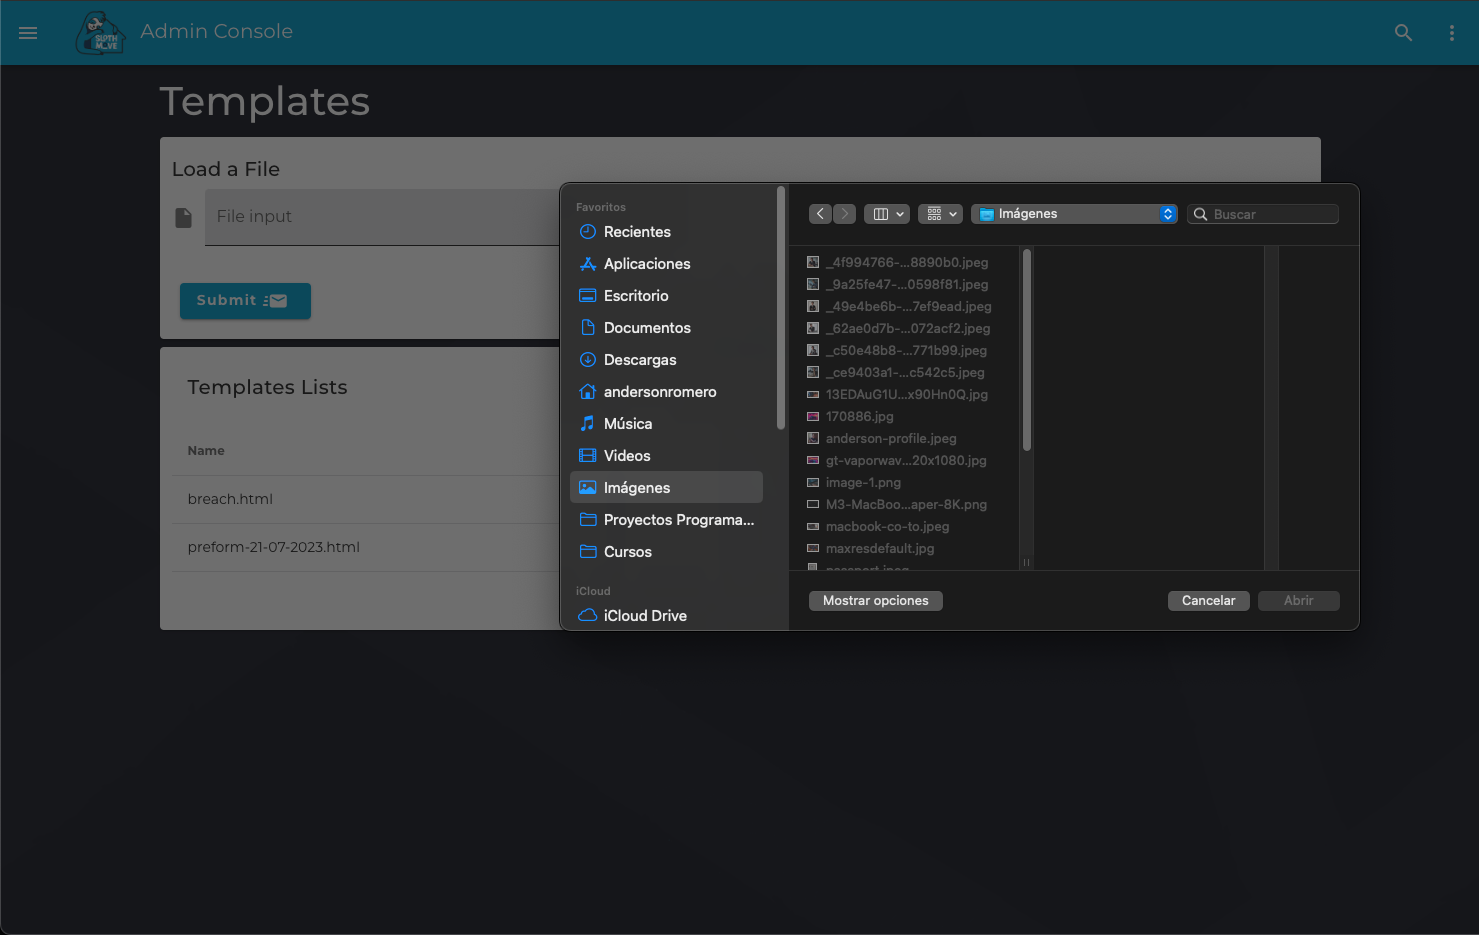 SLOTH
MOVE
Admin Console
Templates
Load a File
File input
Submit
Templates Lists
Name
breach.html
preform-21-07-2023.html
Favoritos
Recientes
Aplicaciones
Escritorio
Documentos
Descargas
andersonromero
Música
Videos
Imágenes
Proyectos Programa...
Cursos
iCloud
iCloud Drive
Imágenes
Buscar
_4f994766-...8890b0.jpeg
_9a25fe47-...0598f81.jpeg
_49e4be6b-...7ef9ead.jpeg
_62ae0d7b-...072acf2.jpeg
_c50e48b8-...771b99.jpeg
_ce9403a1-...c542c5.jpeg
13EDAuG1U...x90Hn0Q.jpg
170886.jpg
anderson-profile.jpeg
gt-vaporwav...20x1080.jpg
image-1.png
M3-MacBoo...aper-8K.png
macbook-co-to.jpeg
maxresdefault.jpg
passport.jpeg
Mostrar opciones
Cancelar
Abrir